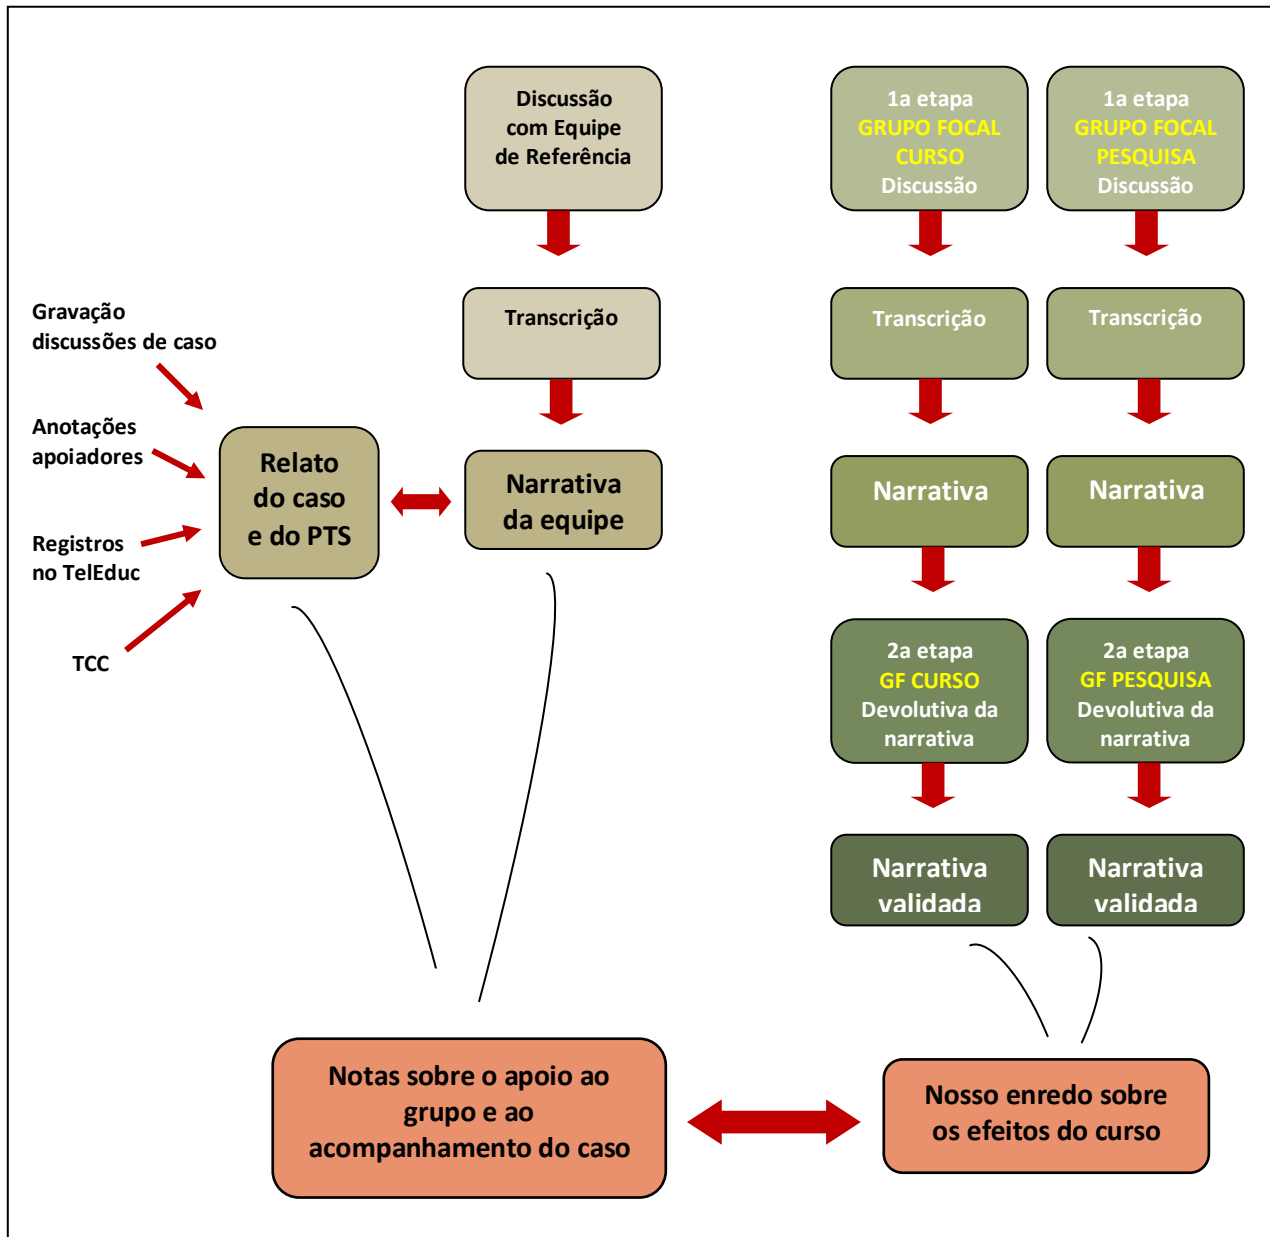 Discussão
com Equipe
de Referência
1a etapa
GRUPO FOCAL
CURSO
Discussão
1a etapa
GRUPO FOCAL
PESQUISA
Discussão
Transcrição
Transcrição
Transcrição
Gravação
discussões de caso
Anotações
apoiadores
Registros
no TelEduc
TCC
Relato
do caso
e do PTS
Narrativa
da equipe
Narrativa
Narrativa
2a etapa
GF CURSO
Devolutiva da
narrativa
2a etapa
GF PESQUISA
Devolutiva da
narrativa
Narrativa
validada
Narrativa
validada
Notas sobre o apoio ao
grupo e ao
acompanhamento do caso
Nosso enredo sobre
os efeitos do curso